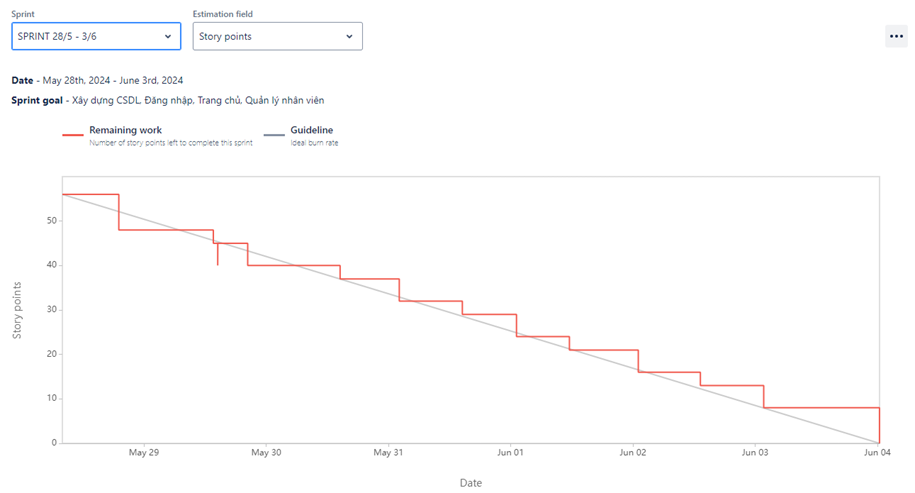 Sprint
Estimation field
SPRINT 28/5 - 3/6
Story points
Date - May 28th, 2024 - June 3rd, 2024
Sprint goal - Xây dựng CSDL, Đăng nhập, Trang chủ, Quản lý nhân viên
Remaining work
Number of story points left to complete this sprint
Guideline
Ideal burn rate
Story points
50
40
30
20
10
0
May 29
May 30
May 31
Jun 01
Jun 02
Jun 03
Jun 04
Date